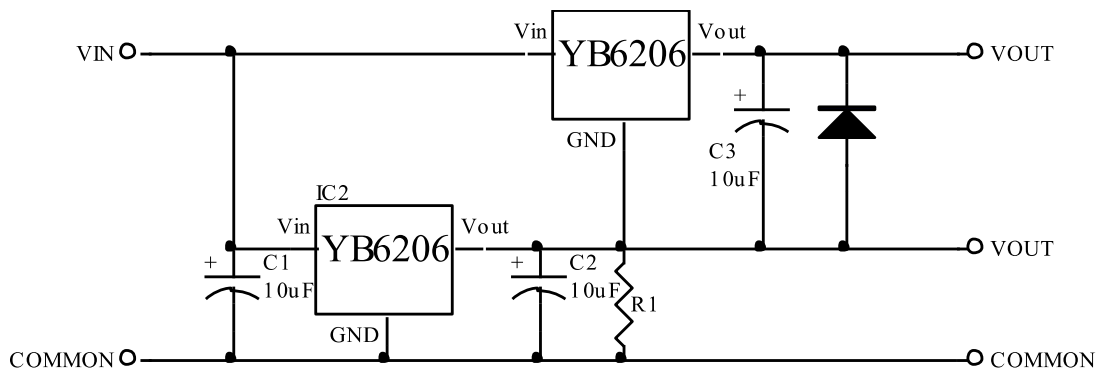 Vin
Vout
VIN
YB6206
VOUT
+
GND
C3
10uF
IC2
Vin
Vout
YB6206
VOUT
+
C1
10uF
+
C2
10uF
R1
GND
COMMON
COMMON